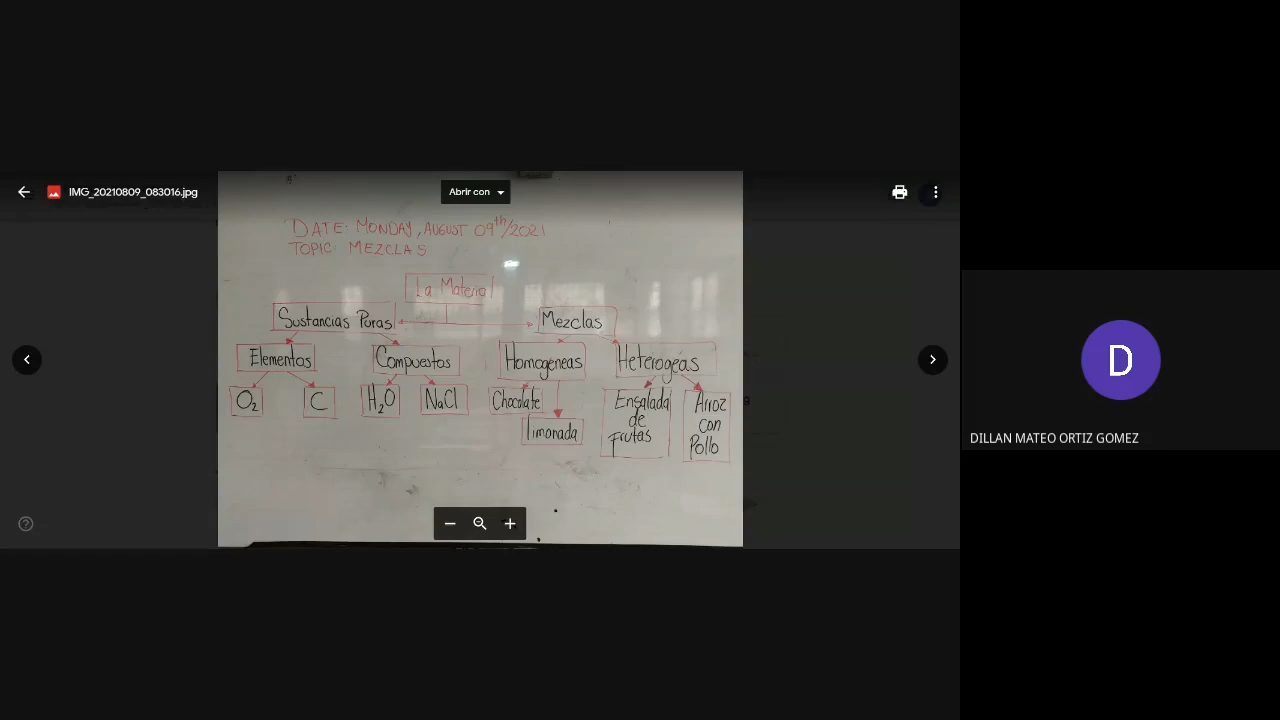 IMG_20210809_083016.jpg
Abrir con
DATE: MONDAY, AUGUST 09th/2021
TOPIC: MEZCLAS
La Materia
Sustancias Puras
Mezclas
Elementos
Compuestos
Homogeneas
Heterogeás
O₂
C
H₂O
NaCl
Chocolate
limonada
Ensalada
de
frutas
Arroz
con
Pollo
D
DILLAN MATEO ORTIZ GOMEZ